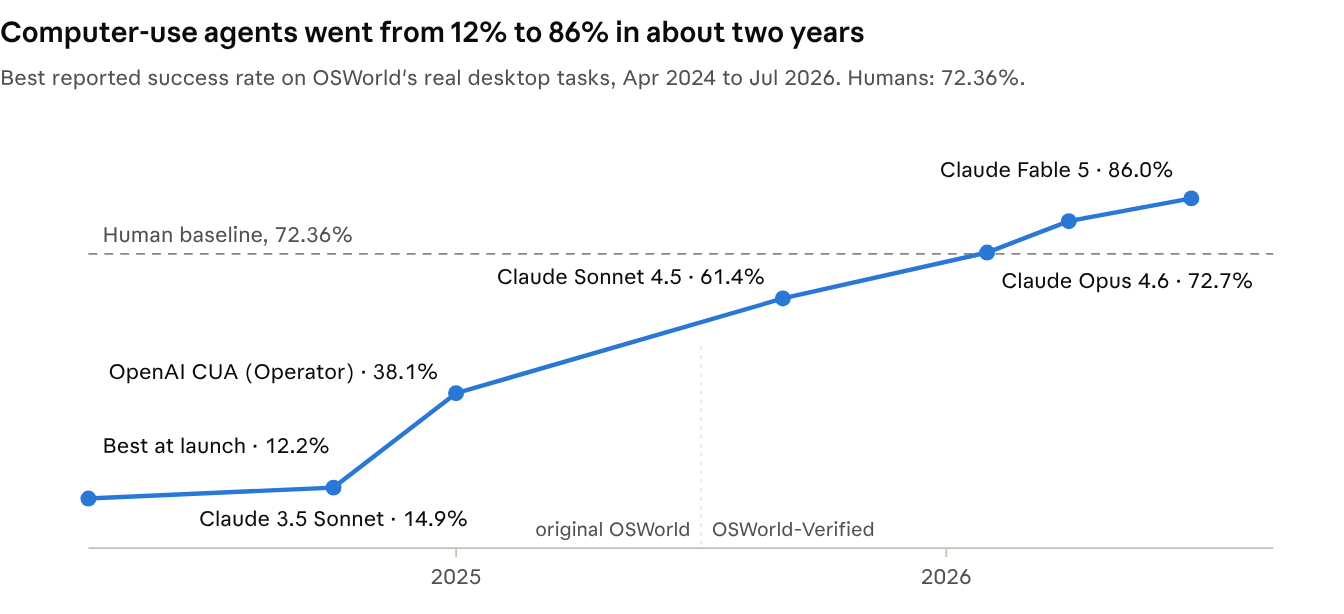 Computer-use agents went from 12% to 86% in about two years
Best reported success rate on OSWorld's real desktop tasks, Apr 2024 to Jul 2026. Humans: 72.36%.
Claude Fable 5 · 86.0%
Human baseline, 72.36%
Claude Sonnet 4.5 · 61.4%
Claude Opus 4.6 · 72.7%
OpenAI CUA (Operator) · 38.1%
Best at launch · 12.2%
Claude 3.5 Sonnet · 14.9%
original OSWorld
OSWorld-Verified
2025
2026